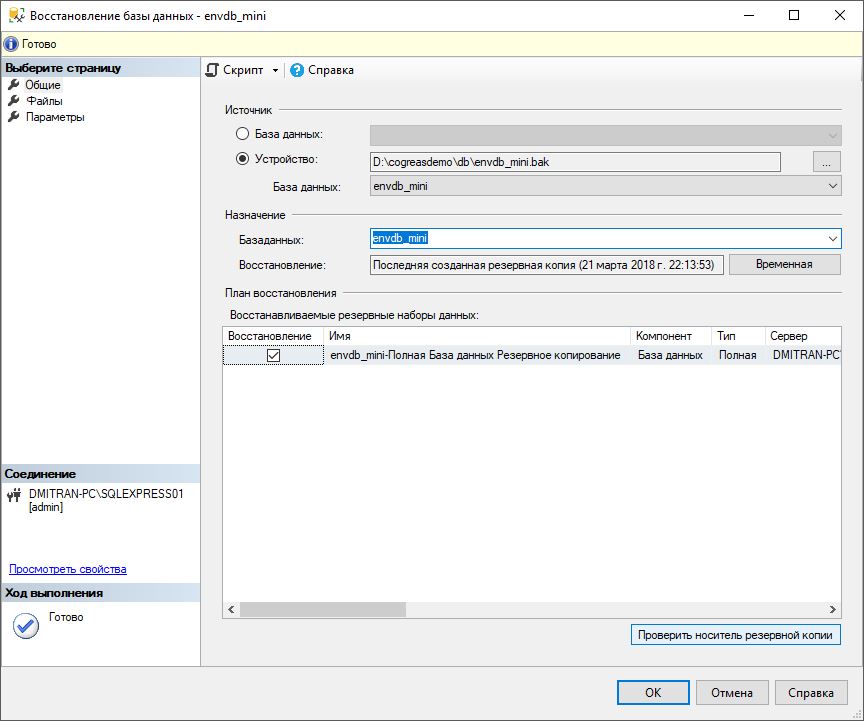 Восстановление базы данных - envdb_mini
Готово
Выберите страницу
Общие
Файлы
Параметры
Скрипт
Справка
Источник
База данных:
Устройство:
D:\cogreasdemo\db\envdb_mini.bak
...
База данных:
envdb_mini
Назначение
Базаданных:
envdb_mini
Восстановление:
Последняя созданная резервная копия (21 марта 2018 г. 22:13:53)
Временная
План восстановления
Восстанавливаемые резервные наборы данных:
Восстановление Имя Компонент Тип Сервер
envdb_mini-Полная База данных Резервное копирование База данных Полная DMITRAN-PC\
Соединение
DMITRAN-PC\SQLEXPRESS01
[admin]
Просмотреть свойства
Ход выполнения
Готово
Проверить носитель резервной копии
ОК
Отмена
Справка